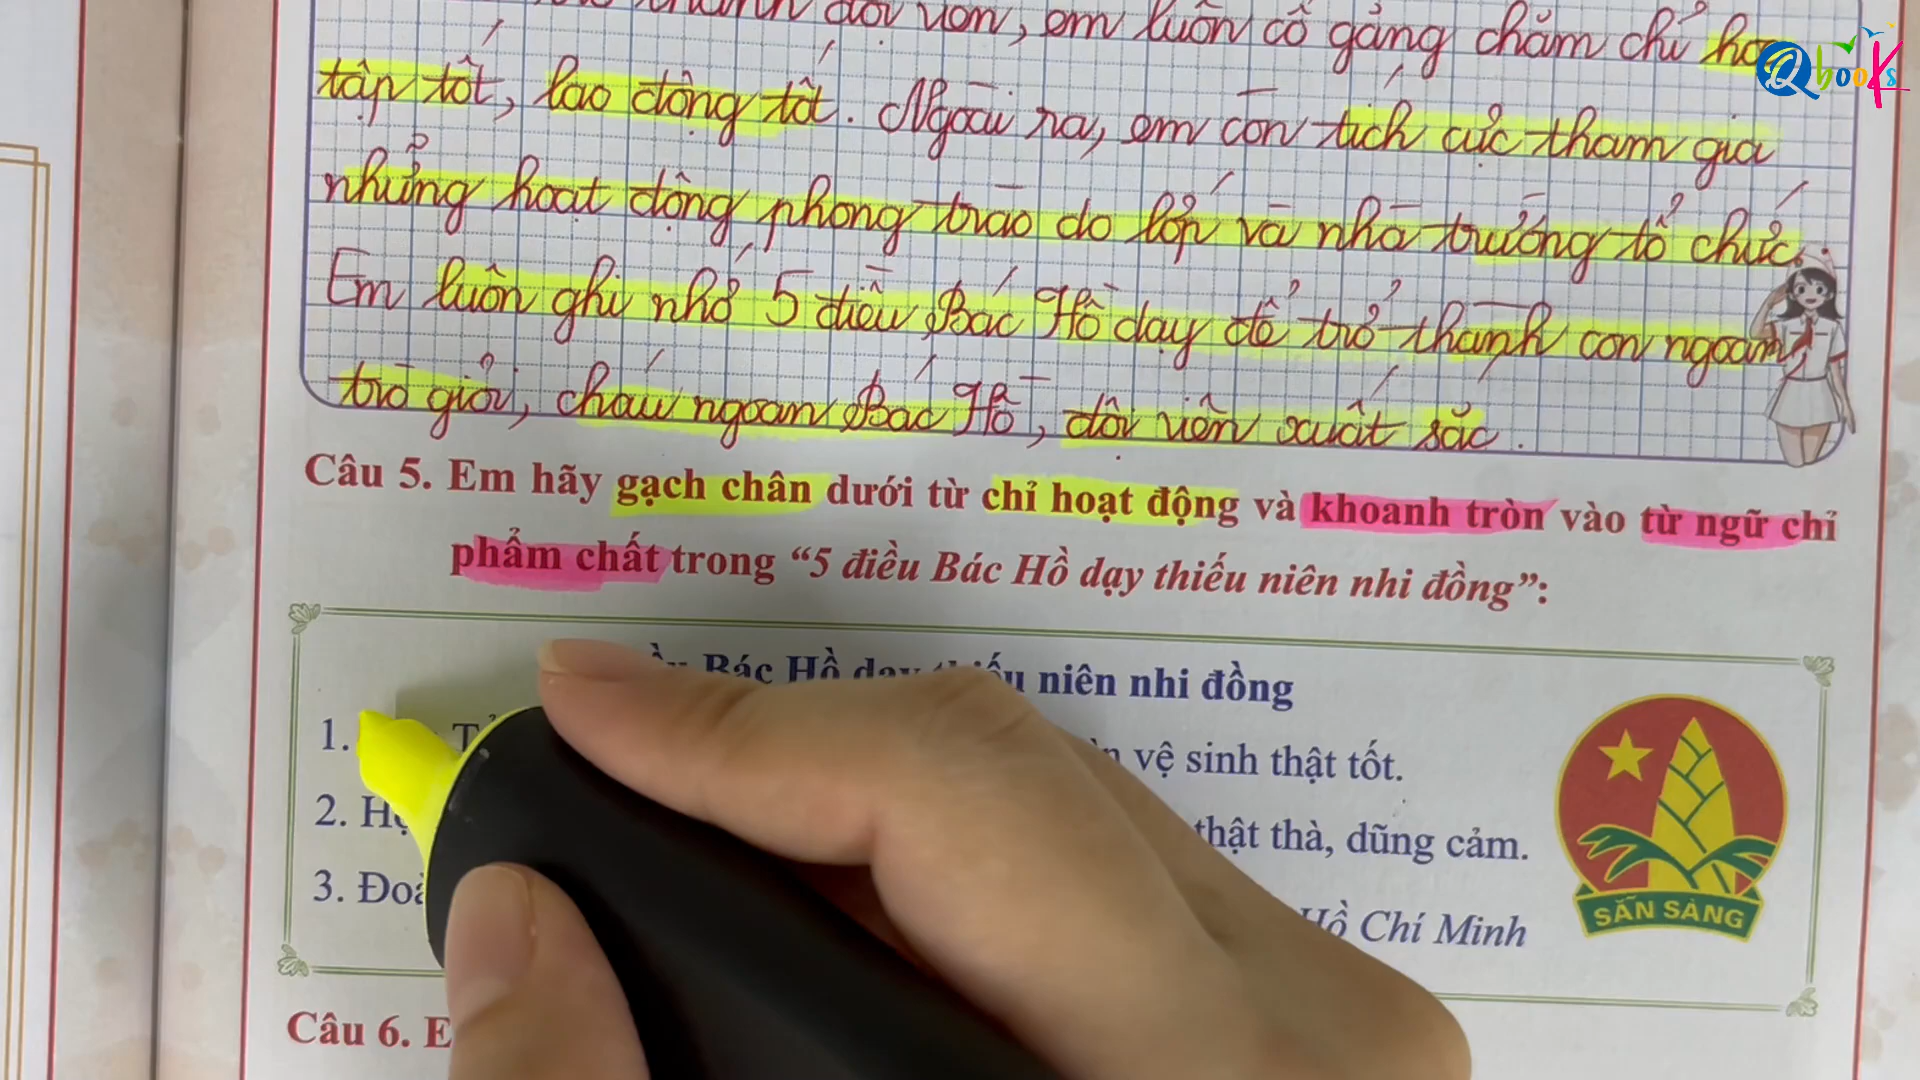 đội viên, em luôn cố gắng chăm chỉ học
Qbooks
tập tốt, lao động tốt. Ngoài ra, em còn tích cực tham gia
những hoạt động phong trào do lớp và nhà trường tổ chức.
Em luôn ghi nhớ 5 điều Bác Hồ dạy để trở thành con ngoan,
trò giỏi, cháu ngoan Bác Hồ, đội viên xuất sắc.
Câu 5. Em hãy gạch chân dưới từ chỉ hoạt động và khoanh tròn vào từ ngữ chỉ
phẩm chất trong “5 điều Bác Hồ dạy thiếu niên nhi đồng”:
Bác Hồ dạy thiếu niên nhi đồng
1. vệ sinh thật tốt.
2. thật thà, dũng cảm.
3. Hồ Chí Minh
SẴN SÀNG
Câu 6. E